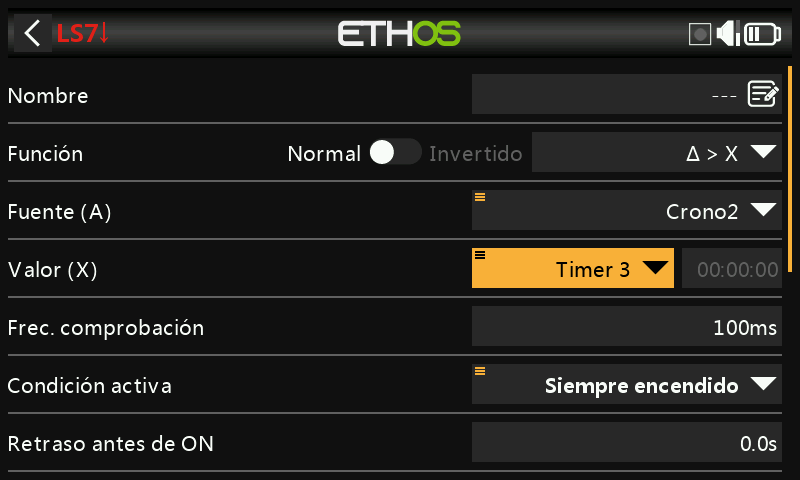 LS7↓ ETHOS
Nombre ---
Función Normal Invertido Δ > X
Fuente (A) Crono2
Valor (X) Timer 3 00:00:00
Frec. comprobación 100ms
Condición activa Siempre encendido
Retraso antes de ON 0.0s